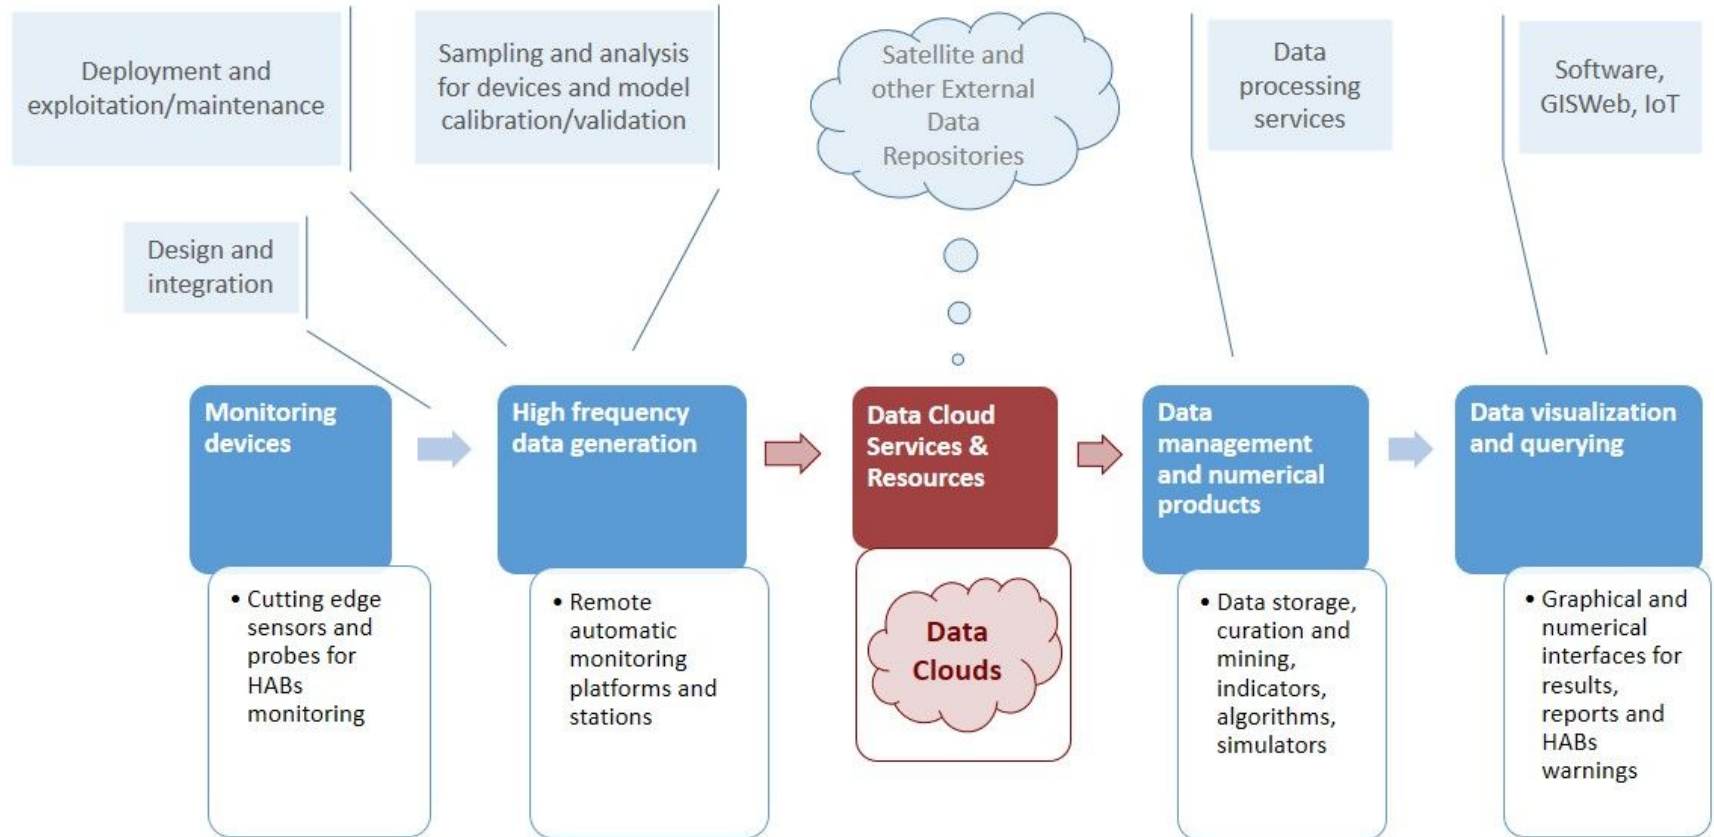 Deployment and
exploitation/maintenance
Sampling and analysis
for devices and model
calibration/validation
Satellite and
other External
Data
Repositories
Data
processing
services
Software,
GISWeb, IoT
Design and
integration
Monitoring
devices
High frequency
data generation
Data Cloud
Services &
Resources
Data
management
and numerical
products
Data visualization
and querying
• Cutting edge
sensors and
probes for
HABs
monitoring
• Remote
automatic
monitoring
platforms and
stations
Data
Clouds
• Data storage,
curation and
mining,
indicators,
algorithms,
simulators
• Graphical and
numerical
interfaces for
results,
reports and
HABs
warnings